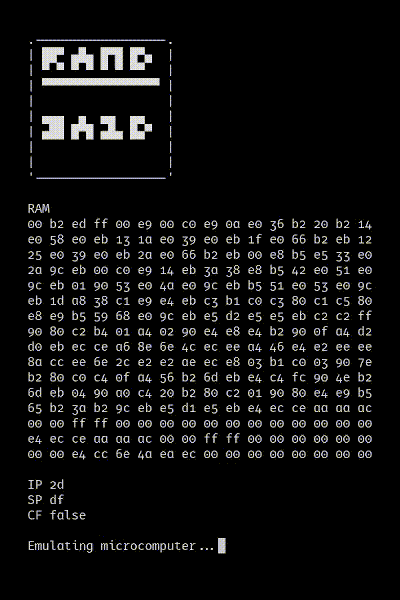 RAND
3A1D
RAM
00 b2 ed ff 00 e9 00 c0 e9 0a e0 36 b2 20 b2 14
e0 58 e0 eb 13 1a e0 39 e0 eb 1f e0 66 b2 eb 12
25 e0 39 e0 eb 2a e0 66 b2 eb 00 e8 b5 e5 33 e0
2a 9c eb 00 c0 e9 14 eb 3a 38 e8 b5 42 e0 51 e0
9c eb 01 90 53 e0 4a e0 9c eb b5 51 e0 53 e0 9c
eb 1d a8 38 c1 e9 e4 eb c3 b1 c0 c3 80 c1 c5 80
e8 e9 b5 59 68 e0 9c eb e5 d2 e5 e5 eb c2 c2 ff
90 80 c2 b4 01 a4 02 90 e4 e8 e4 b2 90 0f a4 d2
d0 eb ec ce a6 8e 6e 4c ec ee a4 46 e4 e2 ee ee
8a cc ee 6e 2c e2 e2 ae ec e8 03 b1 c0 03 90 7e
b2 80 c0 c4 0f a4 56 b2 6d eb e4 c4 fc 90 4e b2
6d eb 04 90 a0 c4 20 b2 80 c2 01 90 80 e4 e9 b5
65 b2 3a b2 9c eb e5 d1 e5 eb e4 ec ce aa aa ac
00 00 ff ff 00 00 00 00 00 00 00 00 00 00 00 00
e4 ec ce aa aa ac 00 00 ff ff 00 00 00 00 00 00
00 00 e4 cc 6e 4a ea ec 00 00 00 00 00 00 00 00
IP 2d
SP df
CF false
Emulating microcomputer...